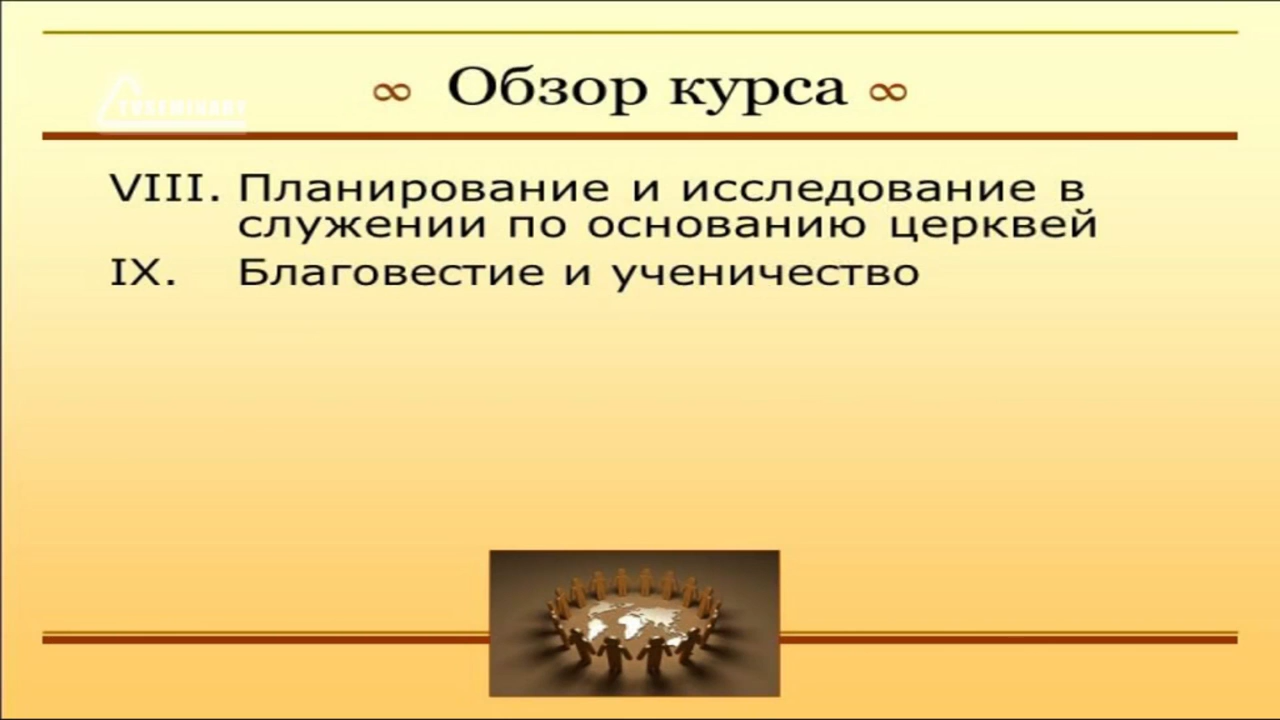 ∞ Обзор курса ∞
VIII. Планирование и исследование в
служении по основанию церквей
IX. Благовестие и ученичество